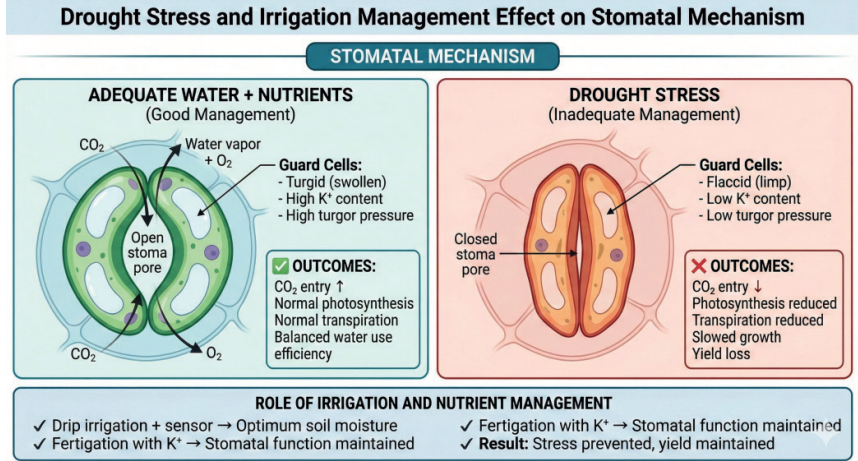 Drought Stress and Irrigation Management Effect on Stomatal Mechanism
STOMATAL MECHANISM
ADEQUATE WATER + NUTRIENTS
(Good Management)
CO₂
Water vapor
+ O₂
Guard Cells:
- Turgid (swollen)
- High K⁺ content
- High turgor pressure
Open
stoma
pore
CO₂
O₂
✅ OUTCOMES:
CO₂ entry ↑
Normal photosynthesis
Normal transpiration
Balanced water use
efficiency
DROUGHT STRESS
(Inadequate Management)
Guard Cells:
- Flaccid (limp)
- Low K⁺ content
- Low turgor pressure
Closed
stoma
pore
❌ OUTCOMES:
CO₂ entry ↓
Photosynthesis reduced
Transpiration reduced
Slowed growth
Yield loss
ROLE OF IRRIGATION AND NUTRIENT MANAGEMENT
✓ Drip irrigation + sensor → Optimum soil moisture
✓ Fertigation with K⁺ → Stomatal function maintained
✓ Fertigation with K⁺ → Stomatal function maintained
✓ Result: Stress prevented, yield maintained